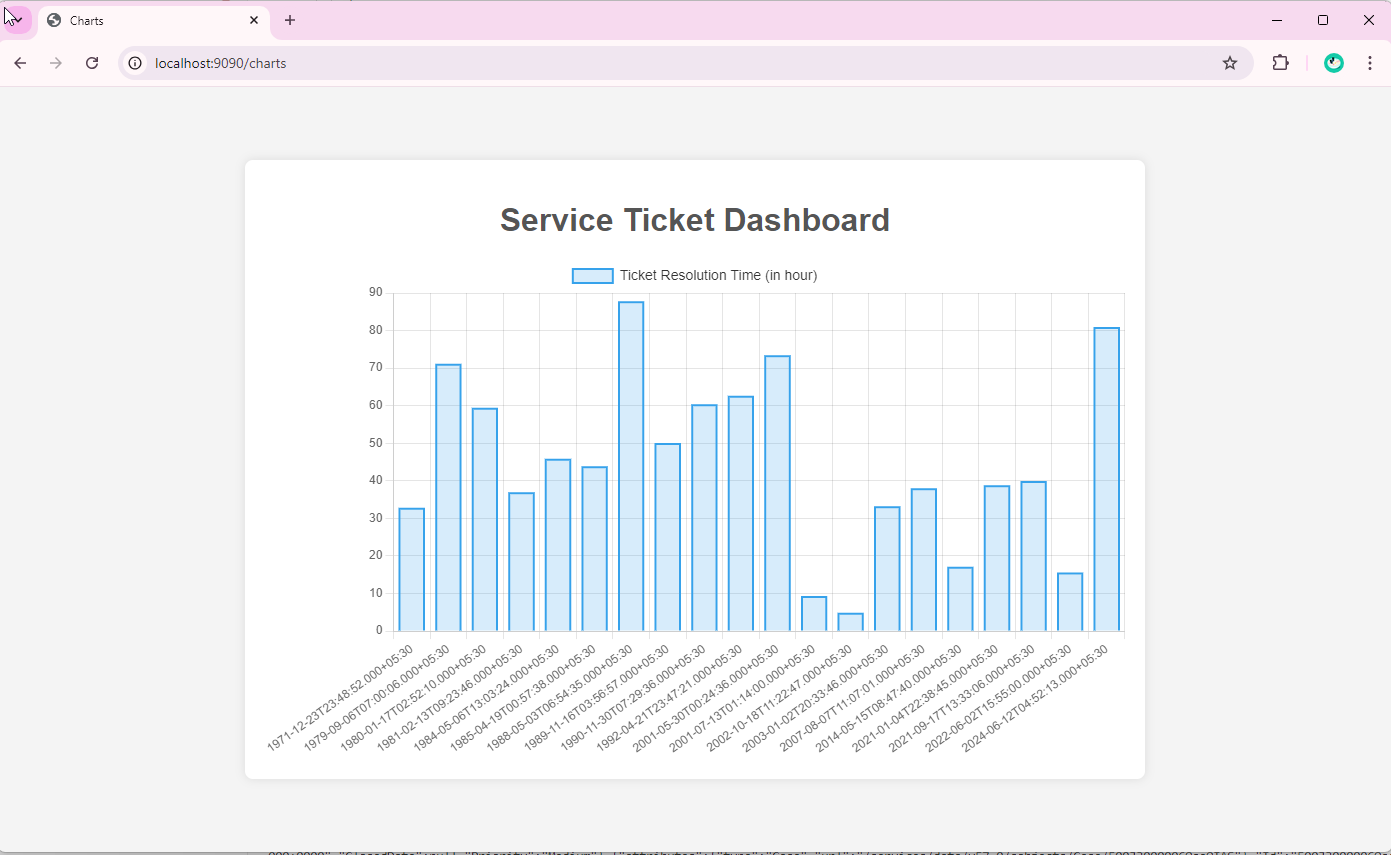 Charts
localhost:9090/charts
Service Ticket Dashboard
Ticket Resolution Time (in hour)
90
80
70
60
50
40
30
20
10
0
1971-12-23T23:48:52.000+05:30
1979-09-06T07:00:06.000+05:30
1980-01-17T02:52:10.000+05:30
1981-02-13T09:23:46.000+05:30
1984-05-06T13:03:24.000+05:30
1985-04-19T00:57:38.000+05:30
1988-05-03T06:54:35.000+05:30
1989-11-16T03:56:57.000+05:30
1990-11-30T07:29:36.000+05:30
1992-04-21T23:47:21.000+05:30
2001-05-30T00:24:36.000+05:30
2001-07-13T01:14:00.000+05:30
2002-10-18T11:22:47.000+05:30
2003-01-02T20:33:46.000+05:30
2007-08-07T11:07:01.000+05:30
2014-05-15T08:47:40.000+05:30
2021-01-04T22:38:45.000+05:30
2021-09-17T13:33:06.000+05:30
2022-06-02T15:55:00.000+05:30
2024-06-12T04:52:13.000+05:30